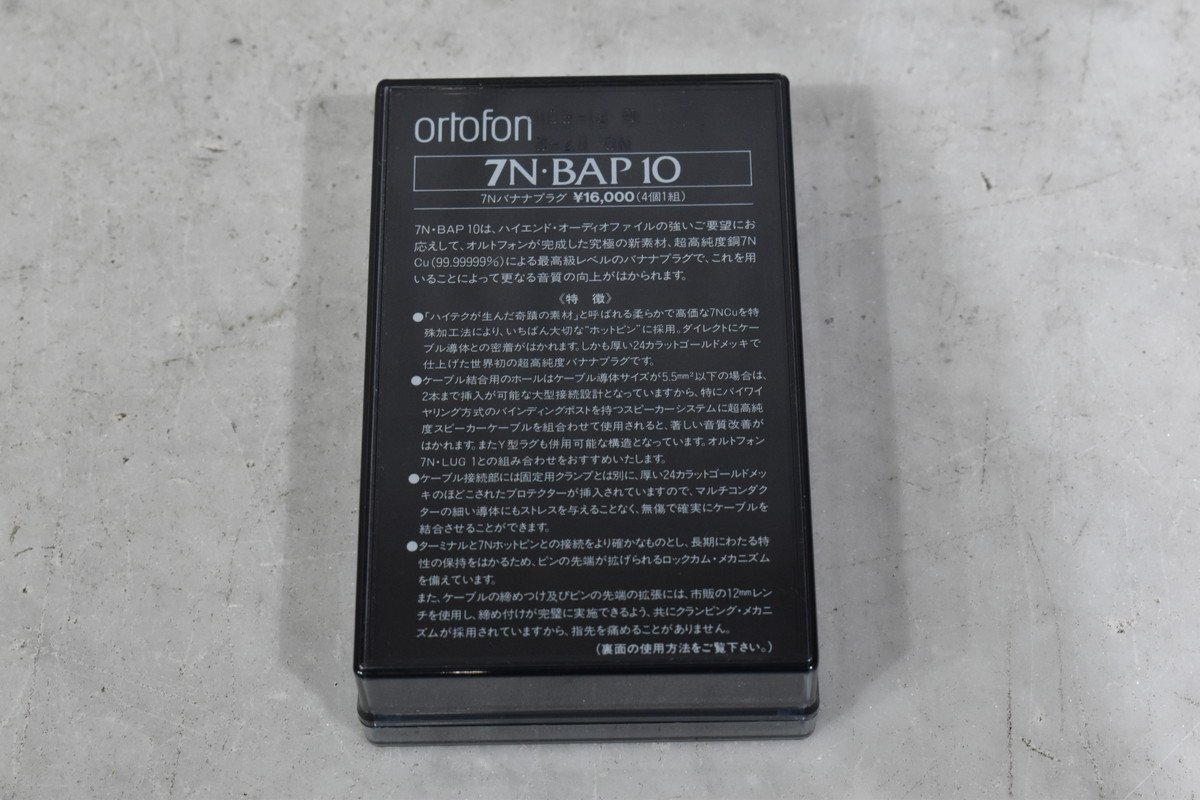 ortofon
7N・BAP 10
7Nバナナプラグ ¥16,000(4個1組)
7N・BAP 10は、ハイエンド・オーディオファイルの強いご要望にお
応えして、オルトフォンが完成した究極の新素材、超高純度銅7N
Cu(99.99999%)による最高級レベルのバナナプラグで、これを用
いることによって更なる音質の向上がはかられます。
《特 徴》
●「ハイテクが生んだ奇蹟の素材」と呼ばれる柔らかで高価な7NCuを特
殊加工法により、いちばん大切な"ホットピン"に採用。ダイレクトにケー
ブル導体との密着がはかれます。しかも厚い24カラットゴールドメッキで
仕上げた世界初の超高純度バナナプラグです。
●ケーブル結合用のホールはケーブル導体サイズが5.5mm²以下の場合は、
2本まで挿入が可能な大型接続設計となっていますから、特にバイワイ
ヤリング方式のバインディングポストを持つスピーカーシステムに超高純
度スピーカーケーブルを組合わせて使用されると、著しい音質改善が
はかれます。またY型ラグも併用可能な構造となっています。オルトフォン
7N・LUG 1との組み合わせをおすすめいたします。
●ケーブル接続部には固定用クランプとは別に、厚い24カラットゴールドメッ
キのほどこされたプロテクターが挿入されていますので、マルチコンダク
ターの細い導体にもストレスを与えることなく、無傷で確実にケーブルを
結合させることができます。
●ターミナルと7Nホットピンとの接続をより確かなものとし、長期にわたる特
性の保持をはかるため、ピンの先端が拡げられるロックカム・メカニズム
を備えています。
また、ケーブルの締めつけ及びピンの先端の拡張には、市販の12mmレン
チを使用し、締め付けが完璧に実施できるよう、共にクランピング・メカニ
ズムが採用されていますから、指先を痛めることがありません。
(裏面の使用方法をご覧下さい。)